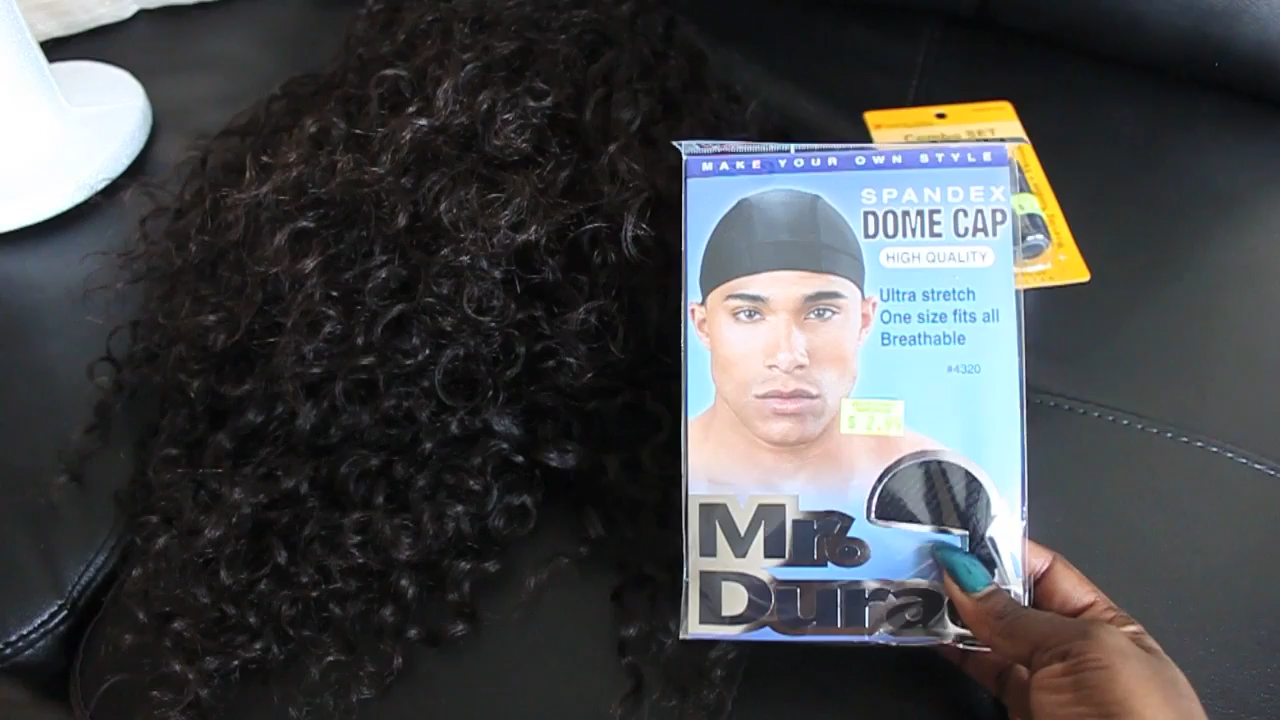 MAKE YOUR OWN STYLE
SPANDEX
DOME CAP
HIGH QUALITY
Ultra stretch
One size fits all
Breathable
#4320
Combo SET
Mr.
Dura